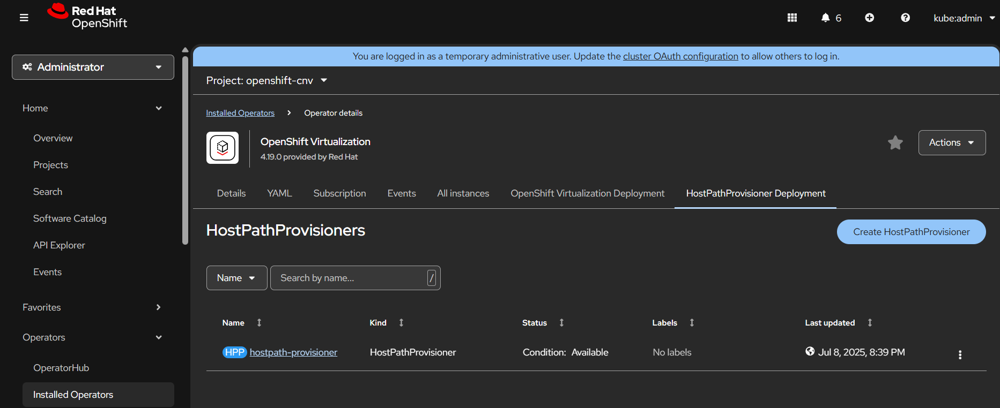 Red Hat
OpenShift
6
kube:admin
Administrator
You are logged in as a temporary administrative user. Update the cluster OAuth configuration to allow others to log in.
Project: openshift-cnv
Home
Overview
Projects
Search
Software Catalog
API Explorer
Events
Favorites
Operators
OperatorHub
Installed Operators
Installed Operators > Operator details
OpenShift Virtualization
4.19.0 provided by Red Hat
Actions
Details YAML Subscription Events All instances OpenShift Virtualization Deployment HostPathProvisioner Deployment
HostPathProvisioners
Create HostPathProvisioner
Name Search by name... /
Name Kind Status Labels Last updated
HPP hostpath-provisioner HostPathProvisioner Condition: Available No labels Jul 8, 2025, 8:39 PM